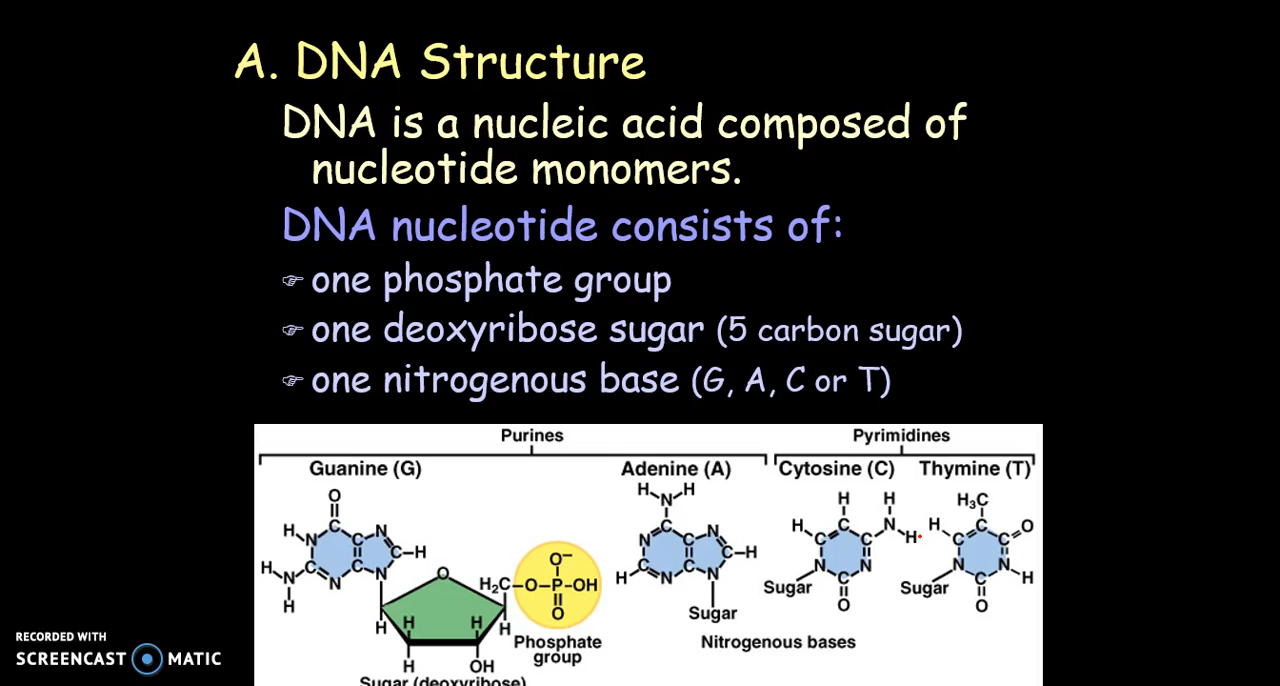 A. DNA Structure
DNA is a nucleic acid composed of
nucleotide monomers.
DNA nucleotide consists of:
☞ one phosphate group
☞ one deoxyribose sugar (5 carbon sugar)
☞ one nitrogenous base (G, A, C or T)
Purines
Pyrimidines
Guanine (G)
Adenine (A)
Cytosine (C)
Thymine (T)
O
H
N
C
C
N
C
C–H
H
N
C
N
C
N
H
O
H₂C–O–P–OH
O⁻
O
H
H
H
H
H
OH
Phosphate
group
Sugar (deoxyribose)
H
N
H
N
C
C
N
C–H
H
C
N
C
N
Sugar
Nitrogenous bases
H
H
H
C
C
C
N
H
N
C
N
Sugar
O
H₃C
H
C
C
C
O
N
C
N
H
Sugar
O
RECORDED WITH
SCREENCAST MATIC